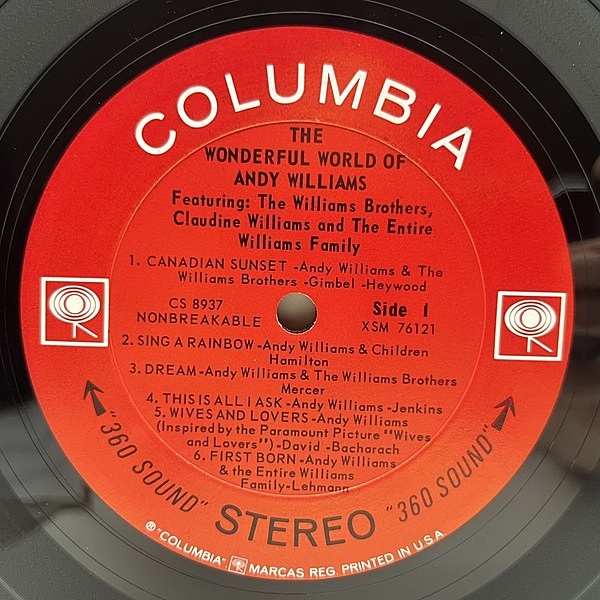 COLUMBIA
THE
WONDERFUL WORLD OF
ANDY WILLIAMS
Featuring: The Williams Brothers,
Claudine Williams and The Entire
Williams Family
1. CANADIAN SUNSET -Andy Williams & The
Williams Brothers -Gimbel -Heywood
CS 8937
NONBREAKABLE
Side 1
XSM 76121
2. SING A RAINBOW-Andy Williams & Children
Hamilton
3. DREAM-Andy Williams & The Williams Brothers
Mercer
4. THIS IS ALL I ASK-Andy Williams -Jenkins
5. WIVES AND LOVERS -Andy Williams
(Inspired by the Paramount Picture "Wives
and Lovers") -David -Bacharach
6. FIRST BORN -Andy Williams
& the Entire Williams
Family-Lehmann
"360 SOUND" STEREO "360 SOUND"
® "COLUMBIA" MARCAS REG. PRINTED IN U.S.A